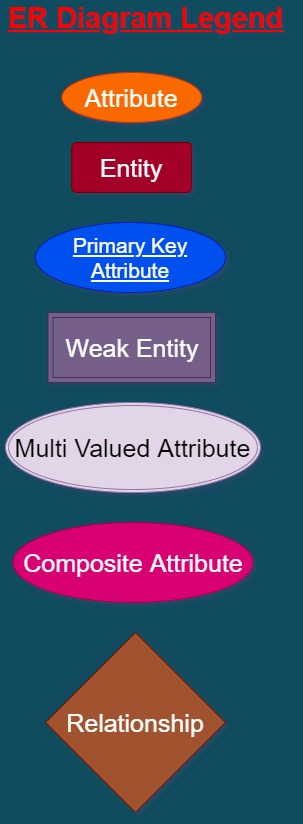 ER Diagram Legend
Attribute
Entity
Primary Key
Attribute
Weak Entity
Multi Valued Attribute
Composite Attribute
Relationship